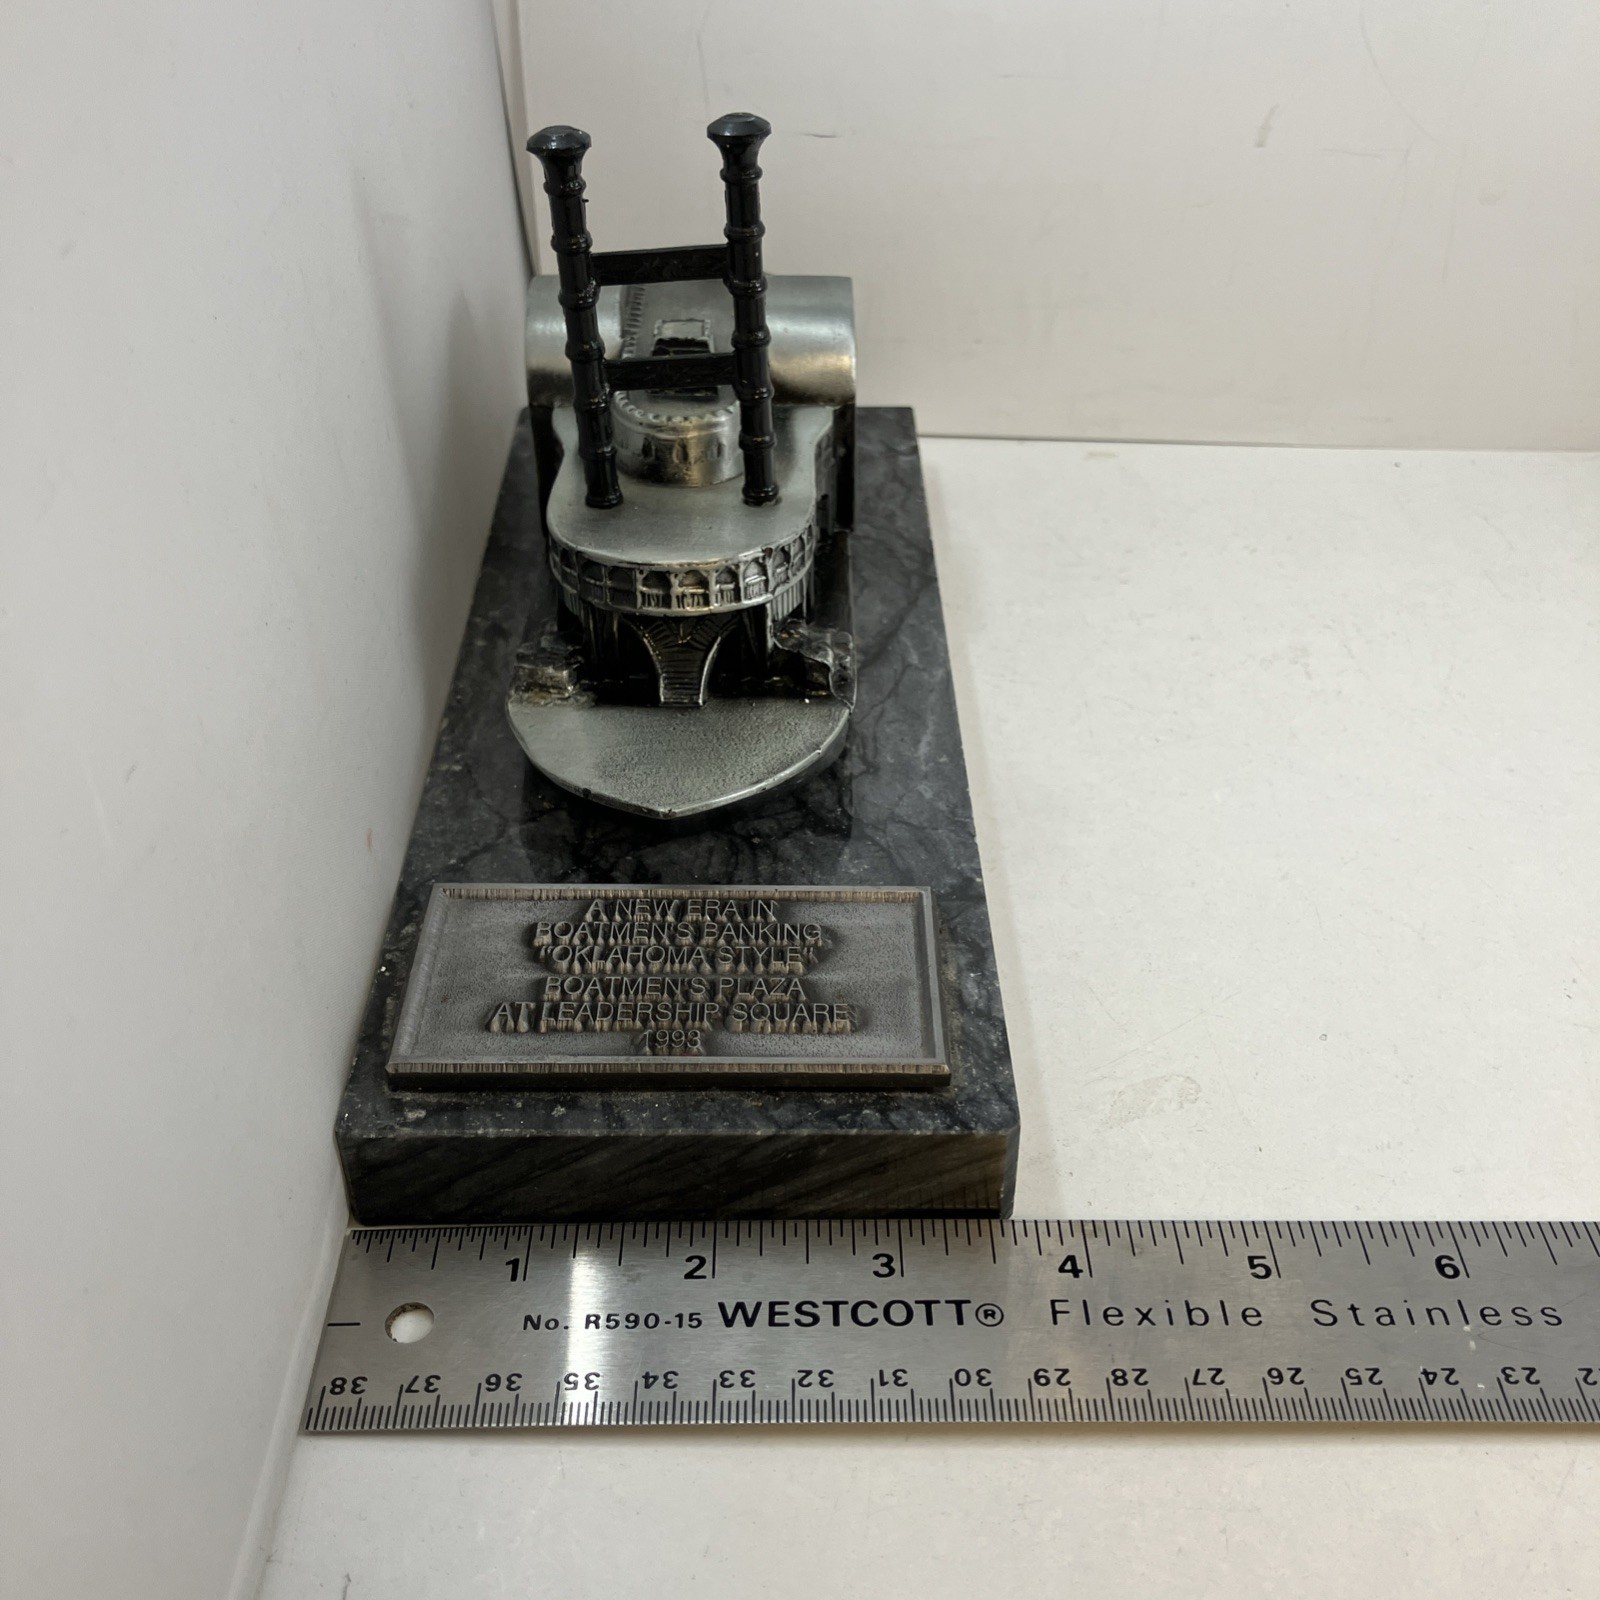 A NEW ERA IN
BOATMEN'S BANKING
"OKLAHOMA STYLE"
BOATMEN'S PLAZA
AT LEADERSHIP SQUARE
1993
1 2 3 4 5 6
No. R590-15 WESTCOTT® Flexible Stainless
38 37 36 35 34 33 32 31 30 29 28 27 26 25 24 23 22